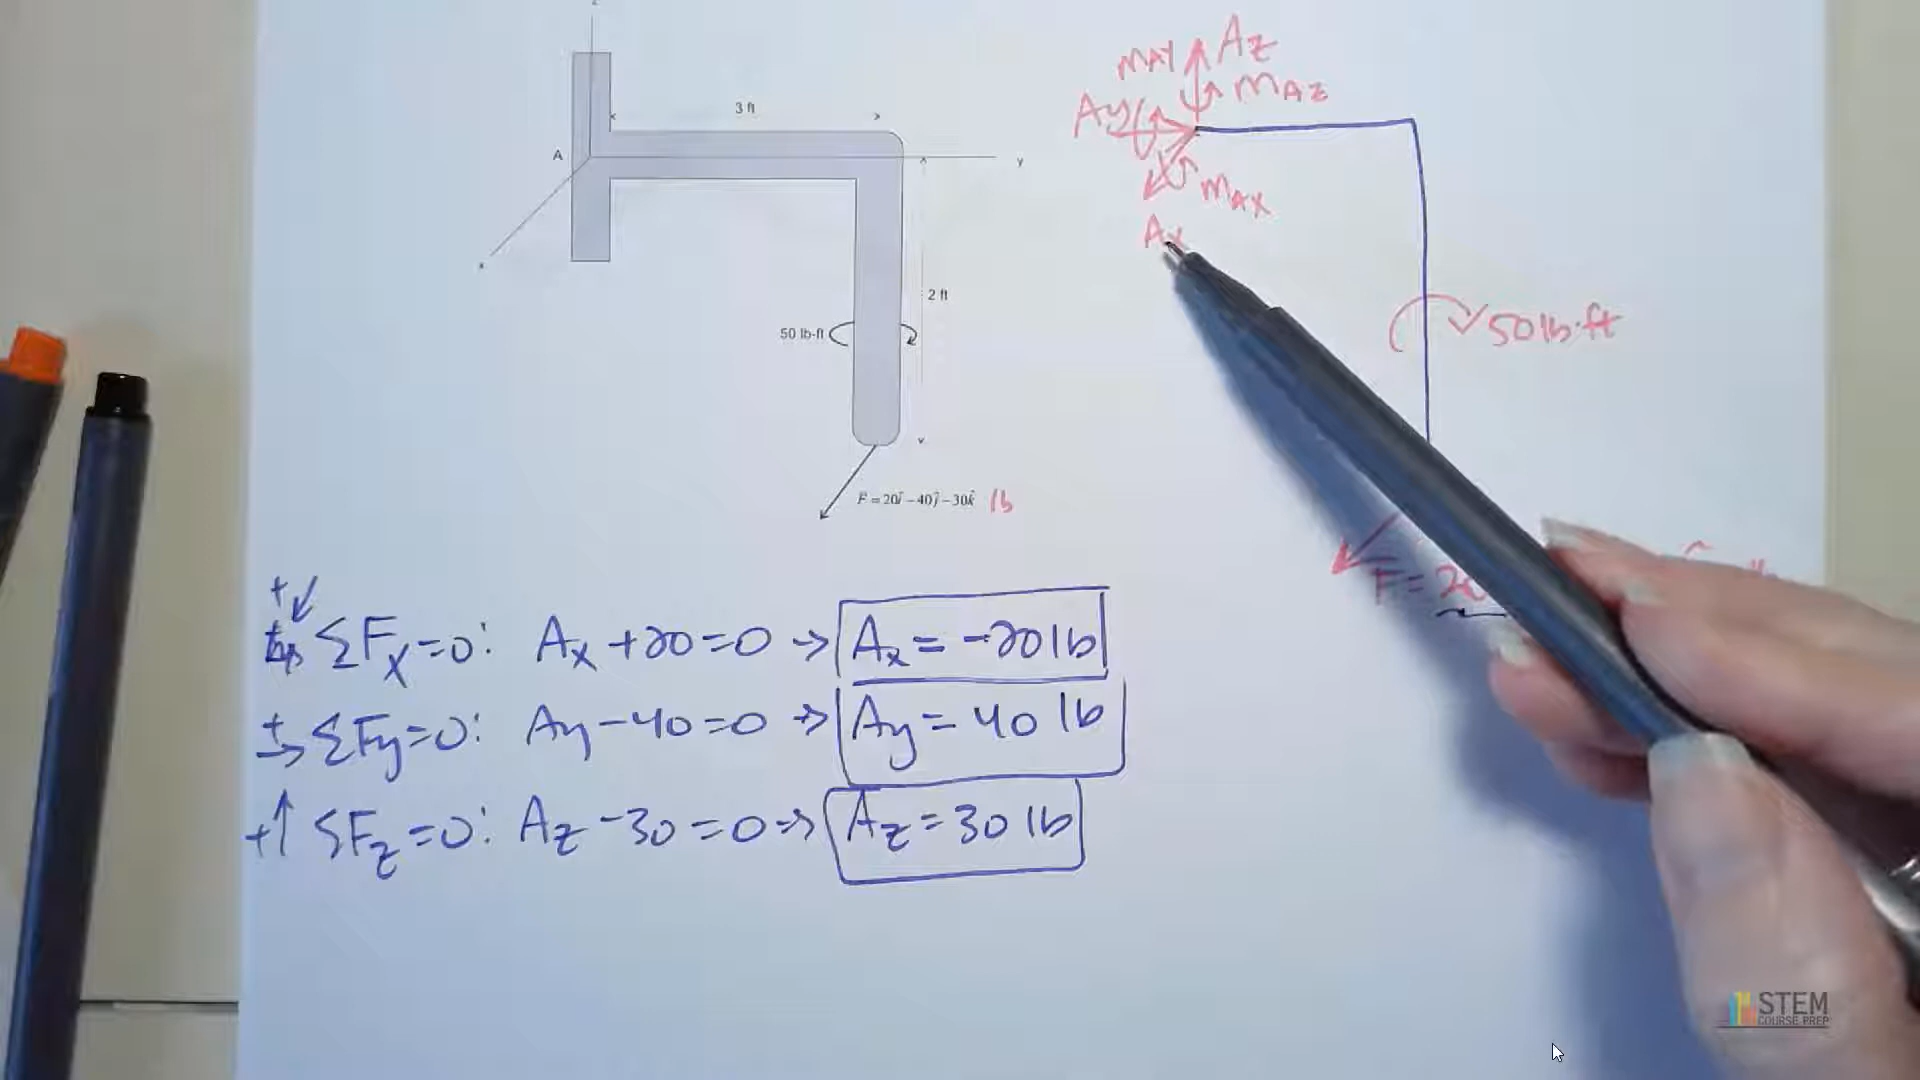 z
3 ft
A
y
x
2 ft
50 lb-ft
F = 20î - 40ĵ - 30k̂ lb
MAY Az
MAz
Ay
MAX
Ax
50 lb·ft
F = 20
+ ΣFx=0: Ax+20=0 → Ax = -20 lb
+ ΣFy=0: Ay-40=0 → Ay = 40 lb
+↑ ΣFz=0: Az-30=0 → Az = 30 lb
STEM
COURSE PREP